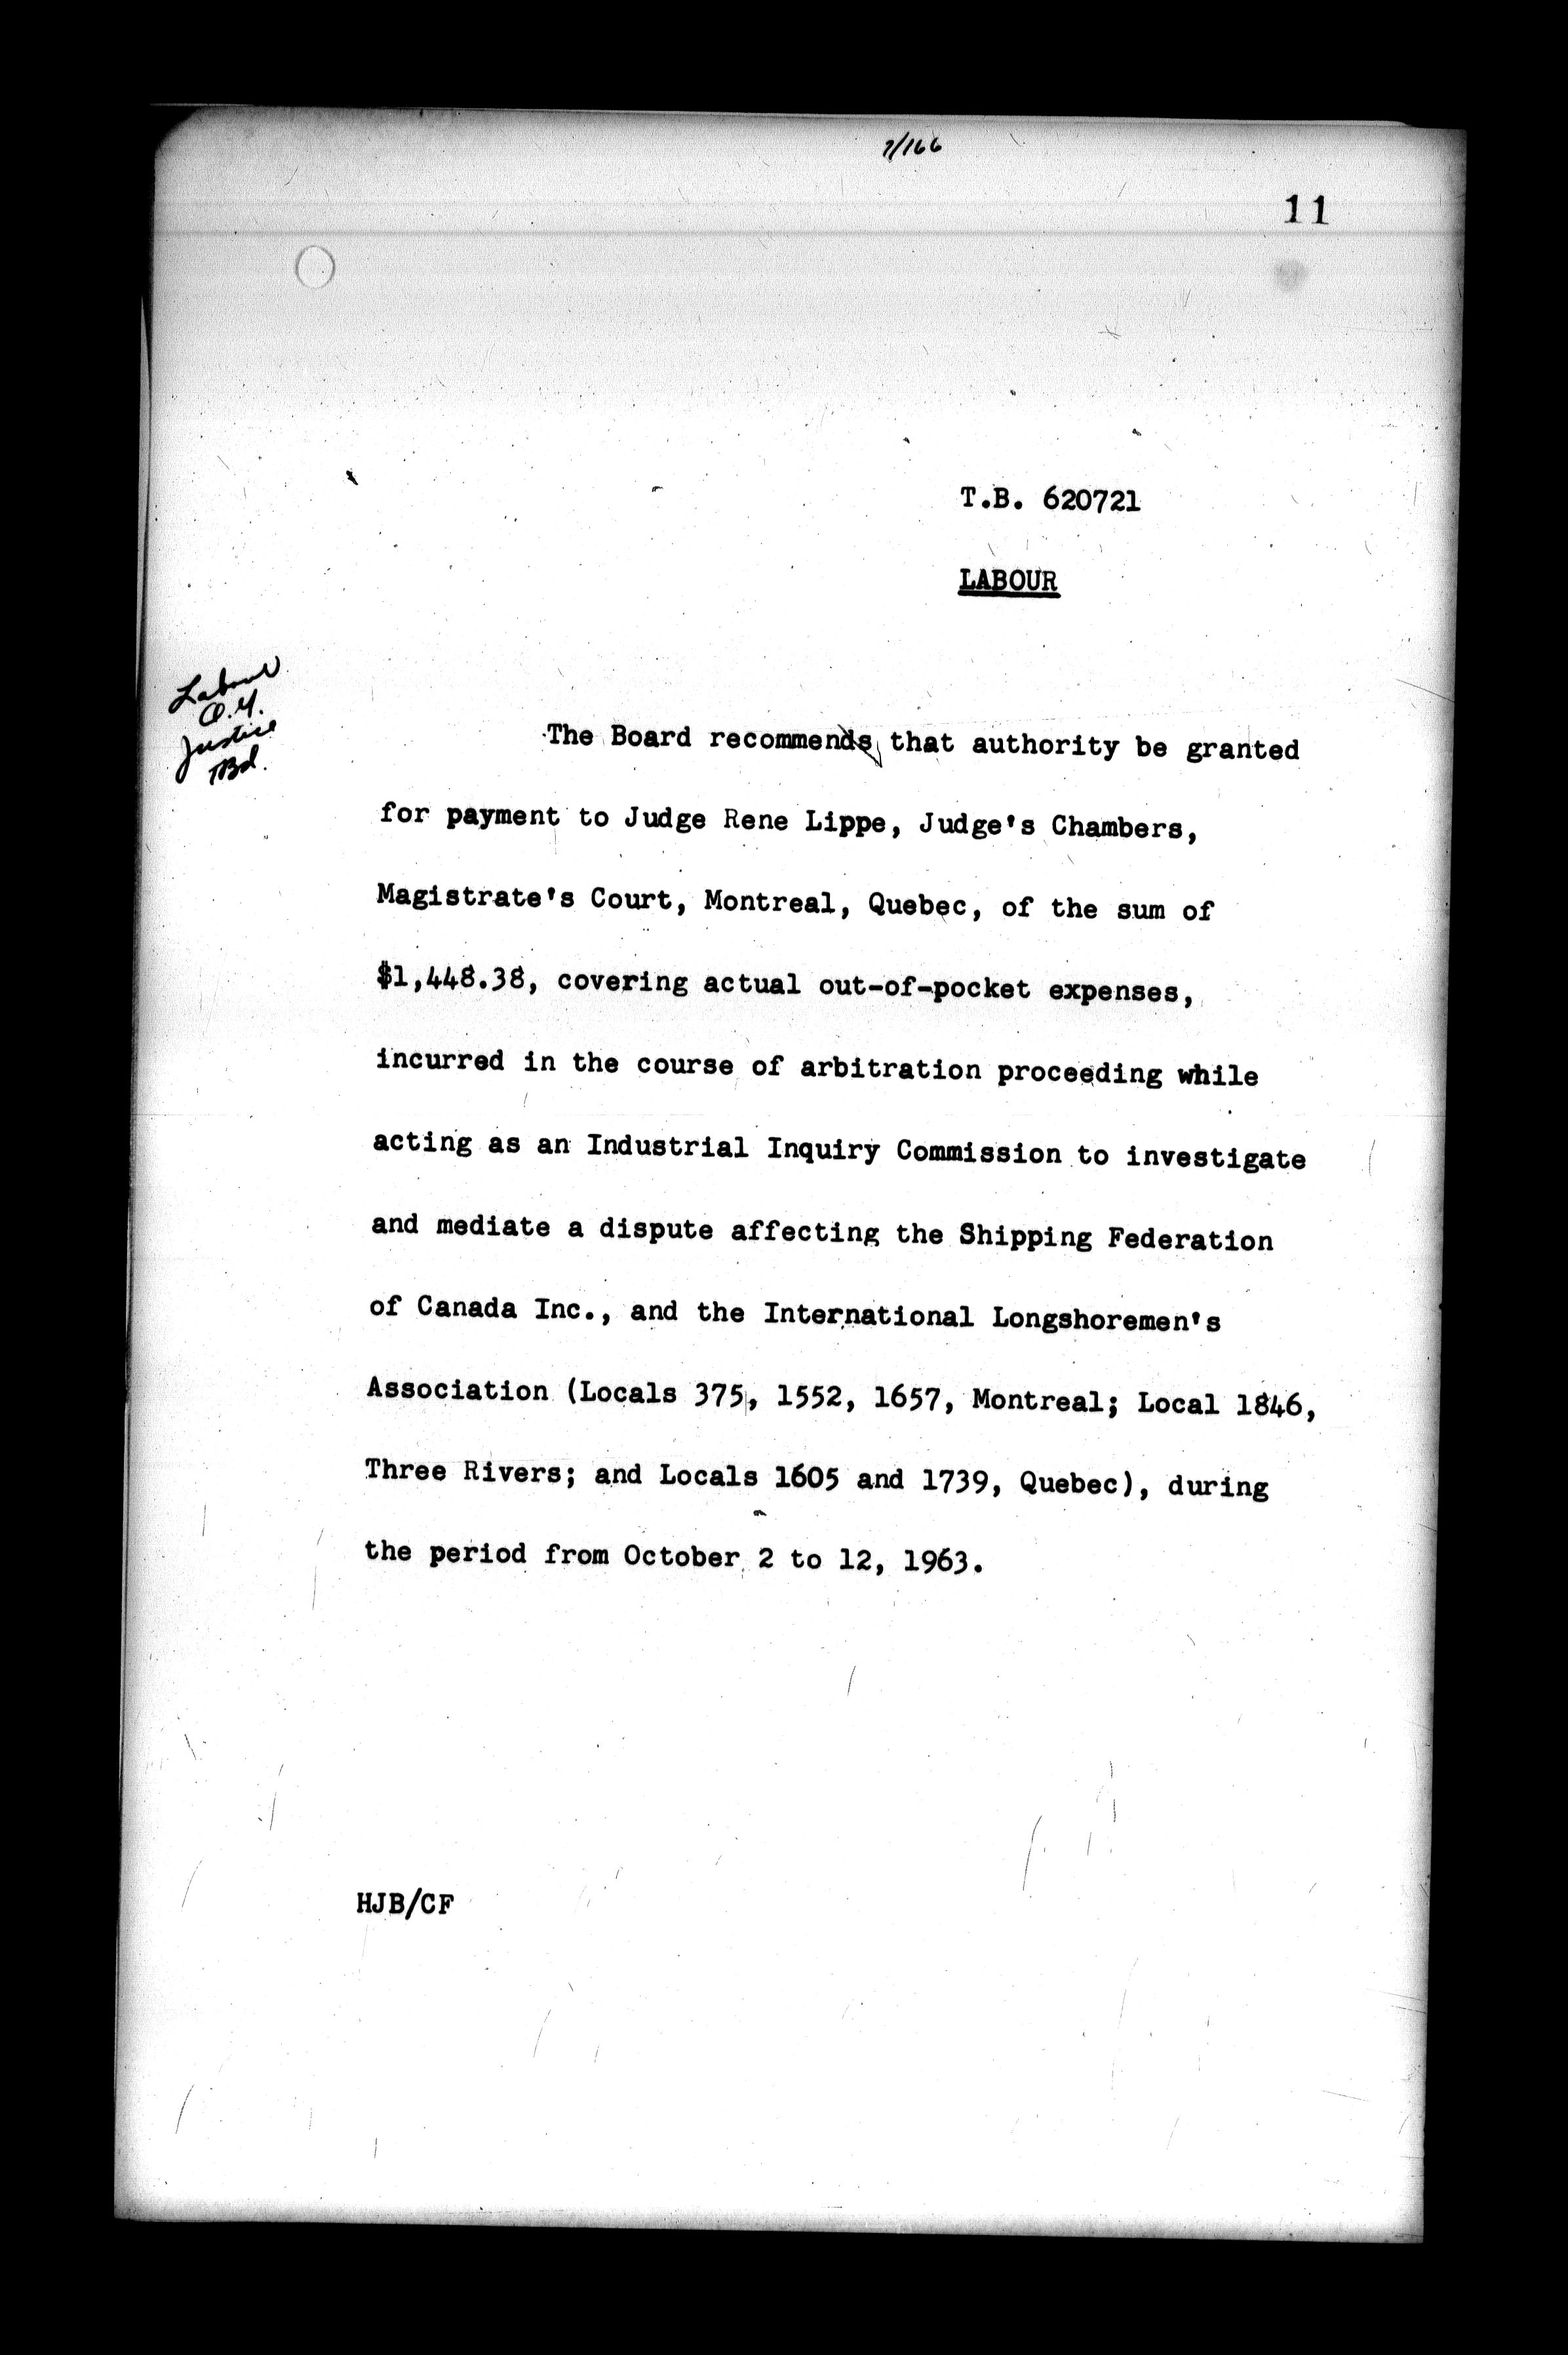 7/166
11
T.B. 620721
LABOUR
Labour
Justice
TBd.
The Board recommends that authority be granted
for payment to Judge Rene Lippe, Judge's Chambers,
Magistrate's Court, Montreal, Quebec, of the sum of
$1,448.38, covering actual out-of-pocket expenses,
incurred in the course of arbitration proceeding while
acting as an Industrial Inquiry Commission to investigate
and mediate a dispute affecting the Shipping Federation
of Canada Inc., and the International Longshoremen's
Association (Locals 375, 1552, 1657, Montreal; Local 1846,
Three Rivers; and Locals 1605 and 1739, Quebec), during
the period from October 2 to 12, 1963.
HJB/CF